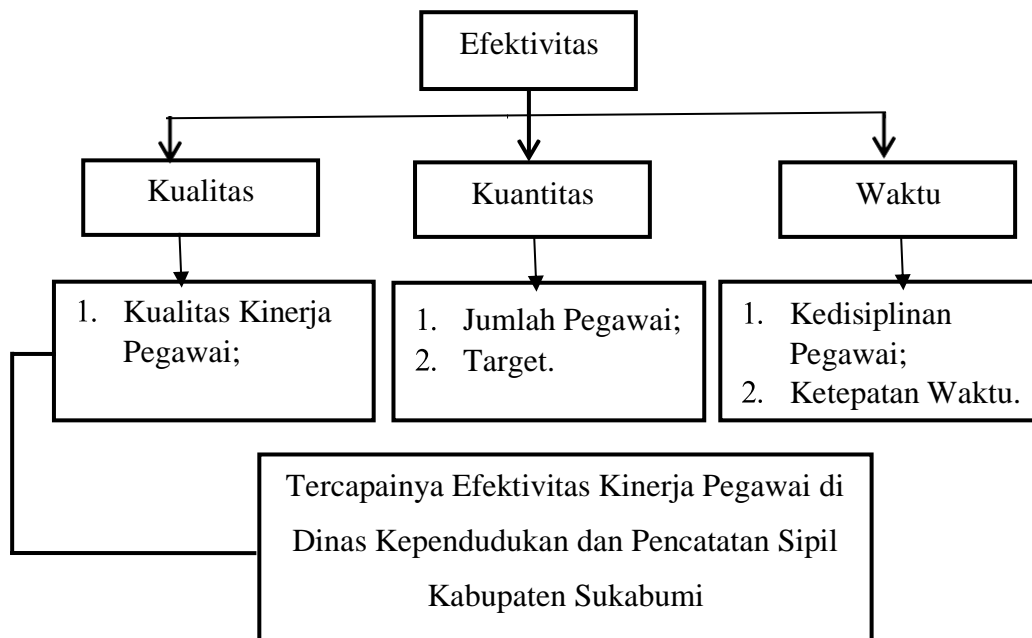 Efektivitas
Kualitas
Kuantitas
Waktu
1. Kualitas Kinerja
Pegawai;
1. Jumlah Pegawai;
2. Target.
1. Kedisiplinan
Pegawai;
2. Ketepatan Waktu.
Tercapainya Efektivitas Kinerja Pegawai di
Dinas Kependudukan dan Pencatatan Sipil
Kabupaten Sukabumi